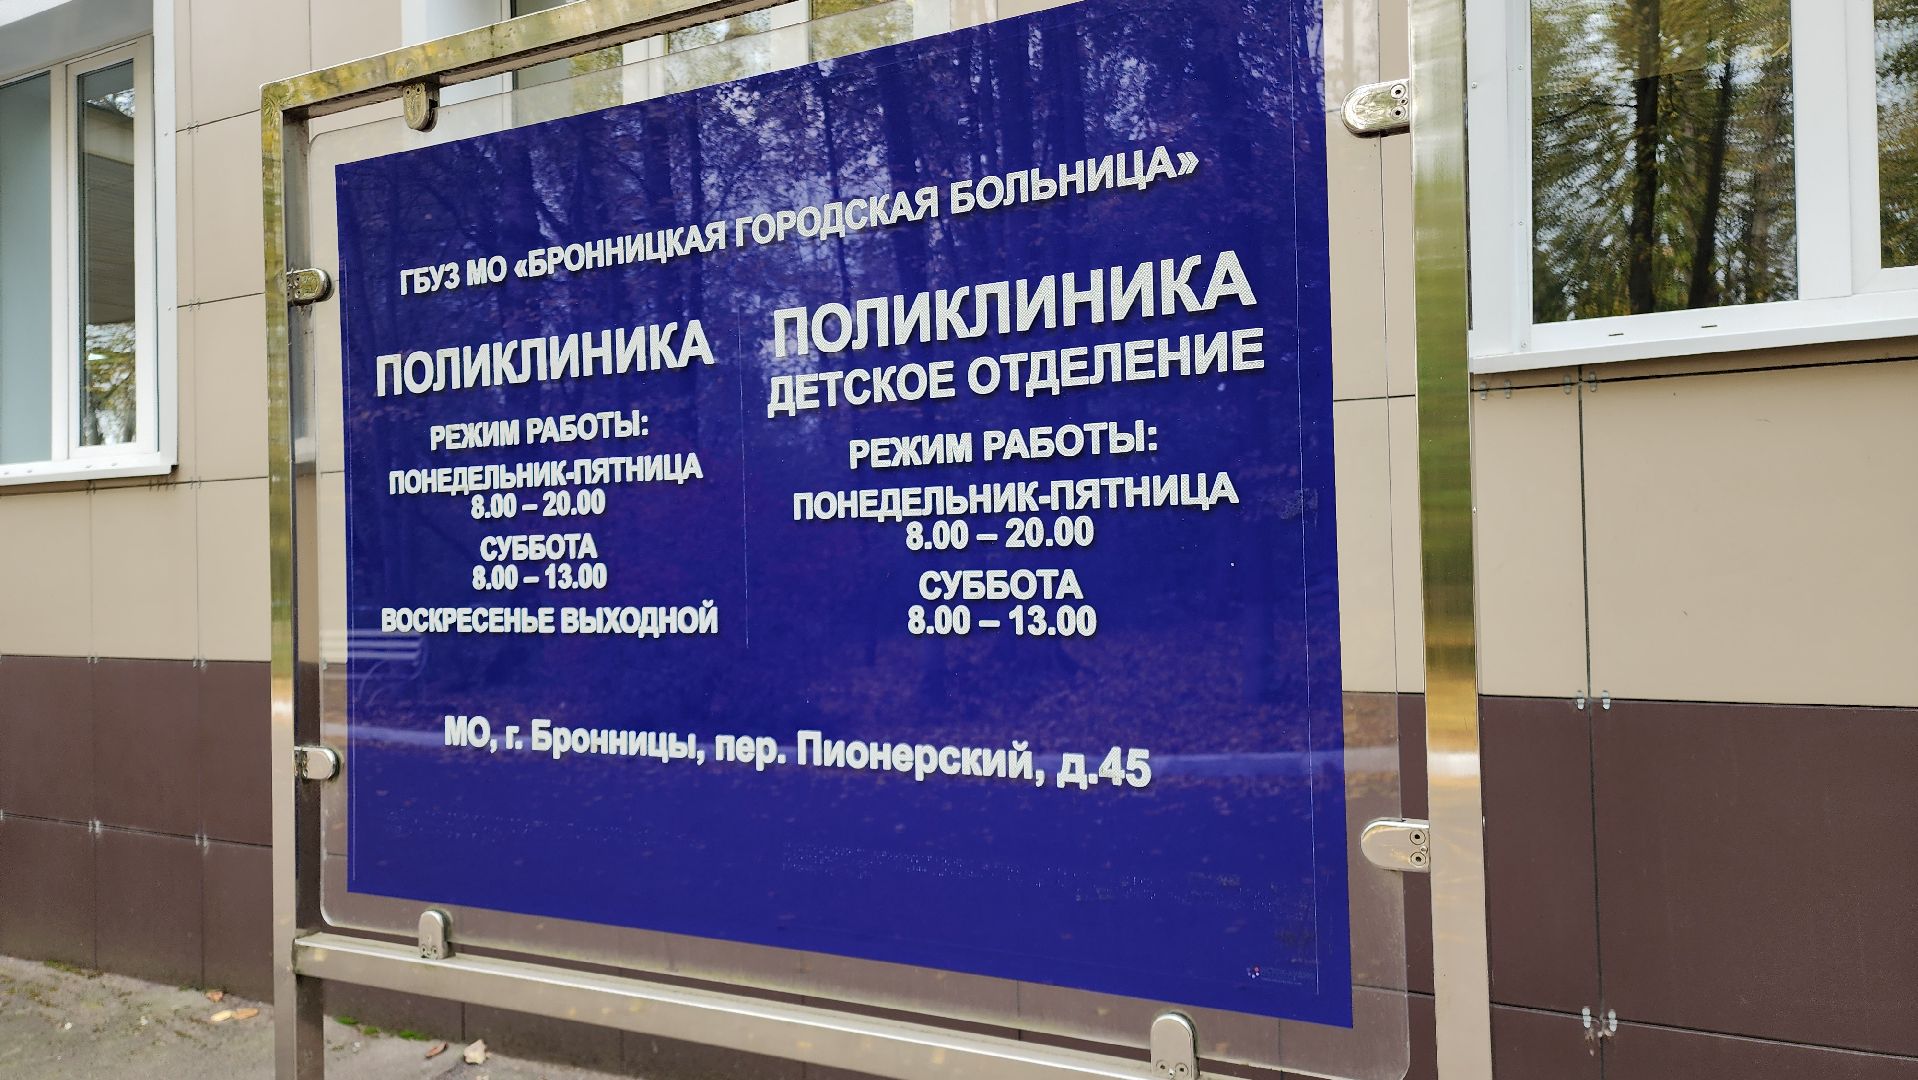 ГБУЗ МО «БРОННИЦКАЯ ГОРОДСКАЯ БОЛЬНИЦА»
ПОЛИКЛИНИКА
РЕЖИМ РАБОТЫ:
ПОНЕДЕЛЬНИК-ПЯТНИЦА
8.00 – 20.00
СУББОТА
8.00 – 13.00
ВОСКРЕСЕНЬЕ ВЫХОДНОЙ
ПОЛИКЛИНИКА
ДЕТСКОЕ ОТДЕЛЕНИЕ
РЕЖИМ РАБОТЫ:
ПОНЕДЕЛЬНИК-ПЯТНИЦА
8.00 – 20.00
СУББОТА
8.00 – 13.00
МО, г. Бронницы, пер. Пионерский, д.45